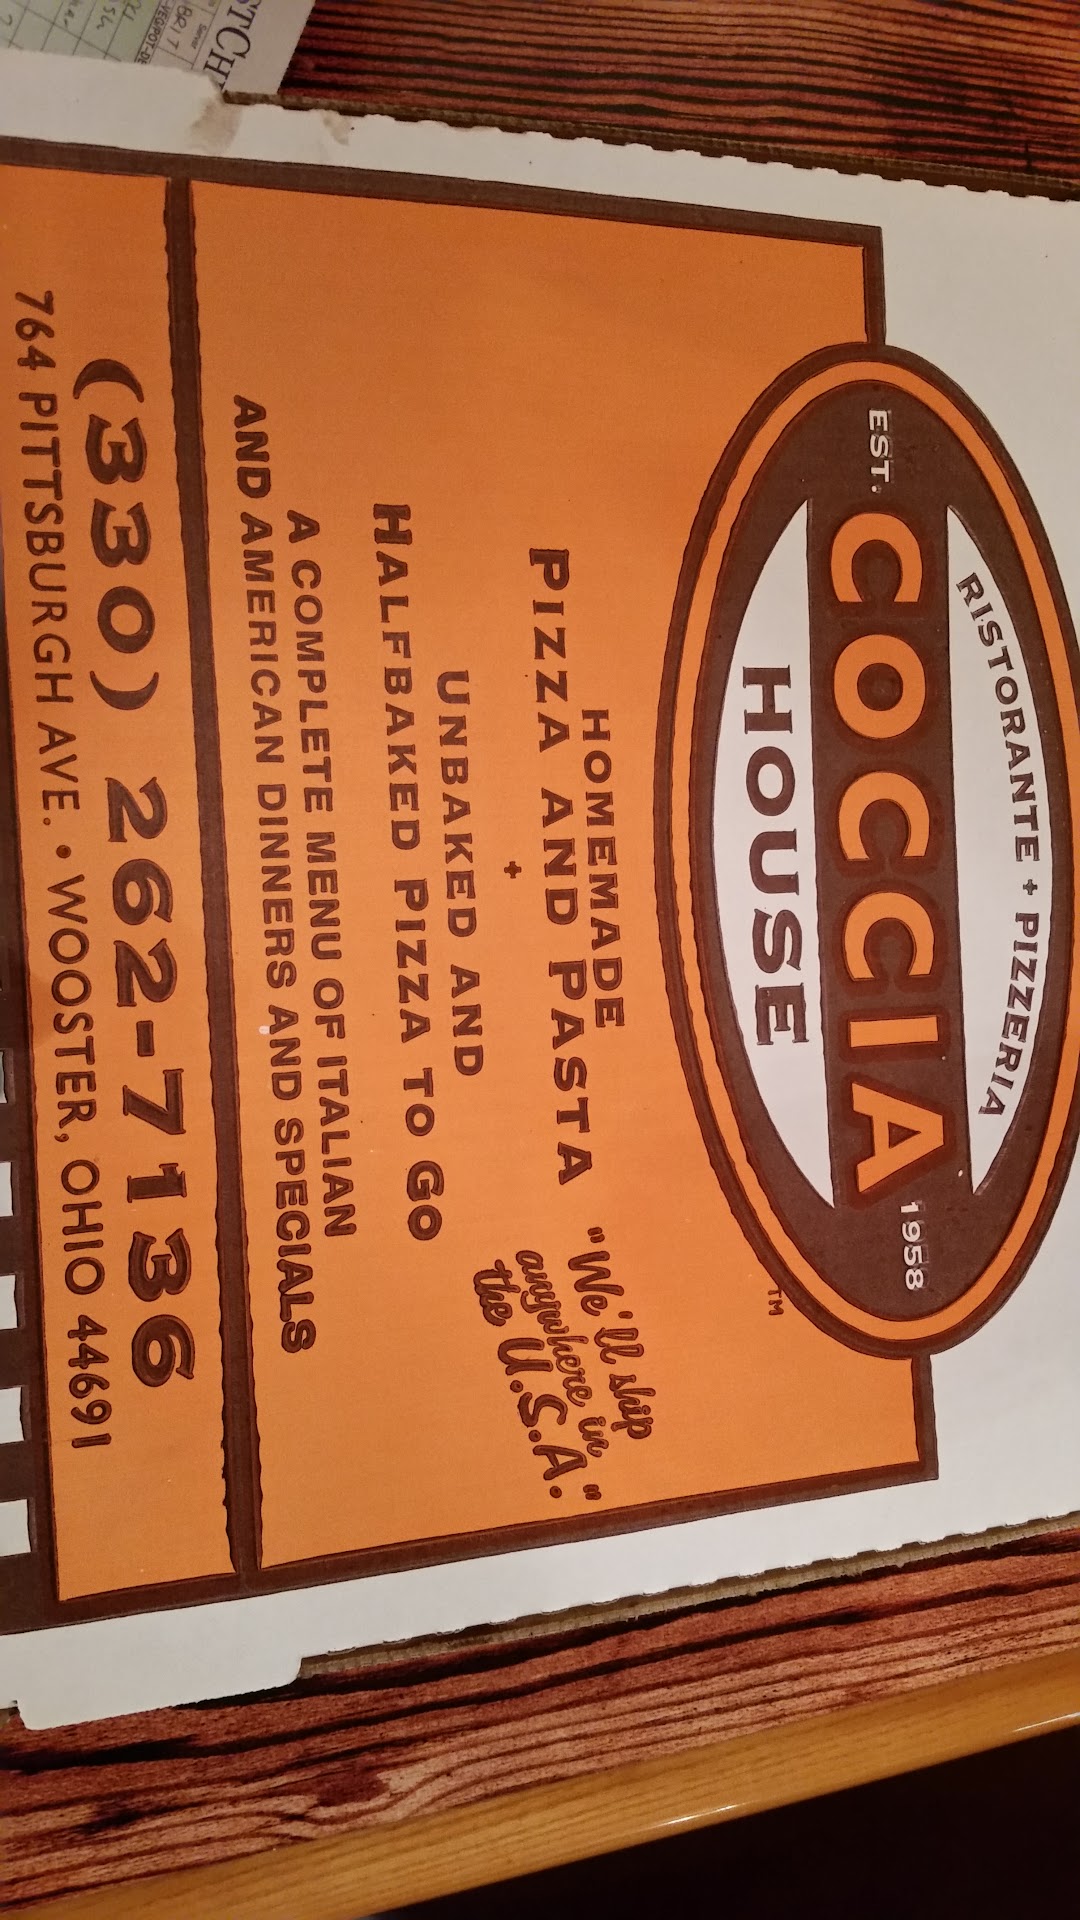 RISTORANTE + PIZZERIA
EST. COCCIA 1958
HOUSE
TM
HOMEMADE
PIZZA AND PASTA
+
UNBAKED AND
HALFBAKED PIZZA TO GO
"We'll ship
anywhere in
the U.S.A."
A COMPLETE MENU OF ITALIAN
AND AMERICAN DINNERS AND SPECIALS
(330) 262-7136
764 PITTSBURGH AVE. • WOOSTER, OHIO 44691
Server